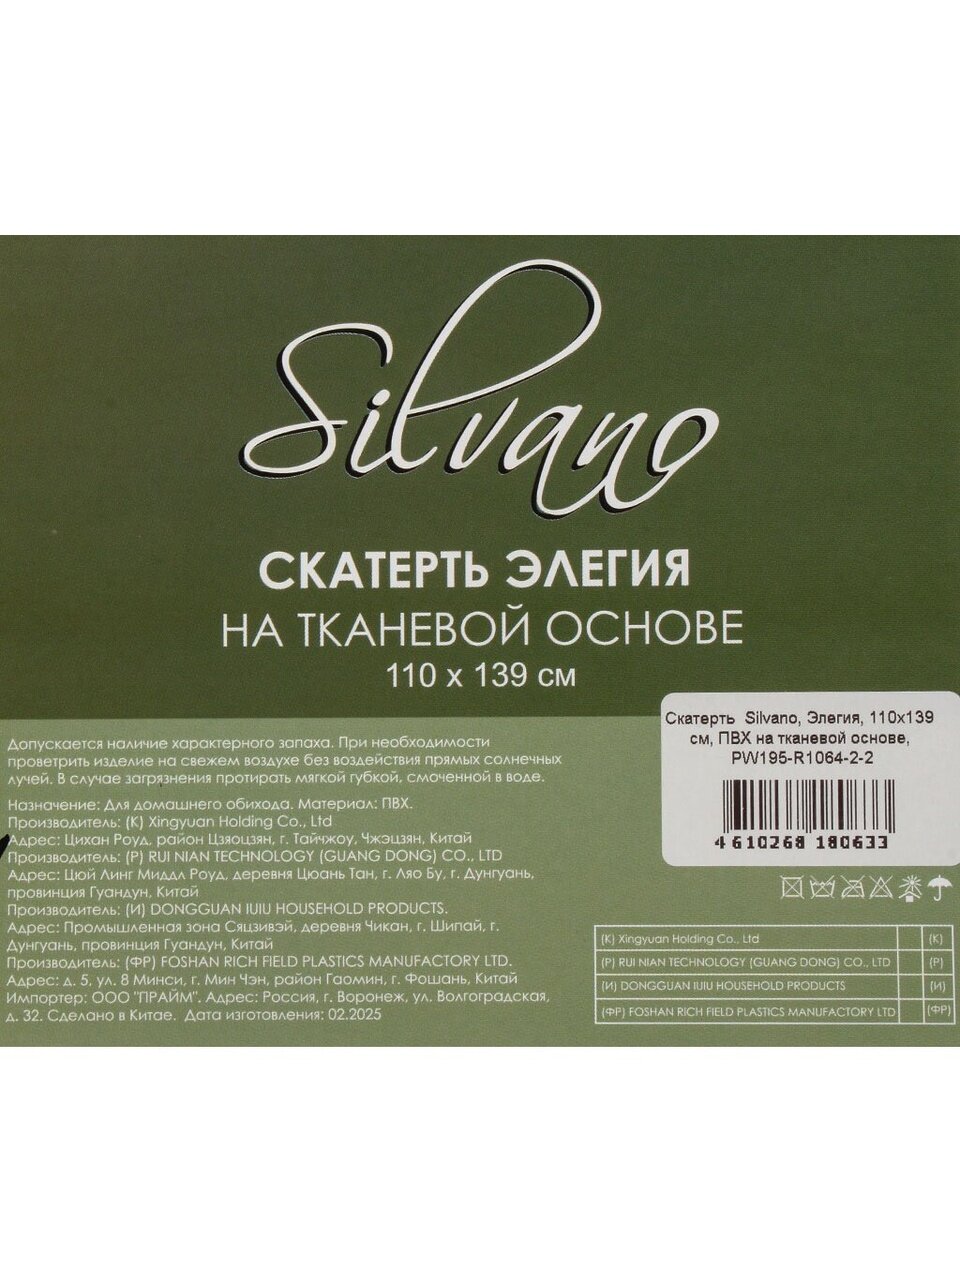 Silvano
СКАТЕРТЬ ЭЛЕГИЯ
НА ТКАНЕВОЙ ОСНОВЕ
110 х 139 см
Скатерть Silvano, Элегия, 110х139
см, ПВХ на тканевой основе,
PW195-R1064-2-2
4 610268 180633
Допускается наличие характерного запаха. При необходимости
проветрить изделие на свежем воздухе без воздействия прямых солнечных
лучей. В случае загрязнения протирать мягкой губкой, смоченной в воде.
Назначение: Для домашнего обихода. Материал: ПВХ.
Производитель: (К) Xingyuan Holding Co., Ltd
Адрес: Цихан Роуд, район Цзяоцзян, г. Тайчжоу, Чжэцзян, Китай
Производитель: (Р) RUI NIAN TECHNOLOGY (GUANG DONG) CO., LTD
Адрес: Цюй Линг Миддл Роуд, деревня Цюань Тан, г. Ляо Бу, г. Дунгуань,
провинция Гуандун, Китай
Производитель: (И) DONGGUAN IUIU HOUSEHOLD PRODUCTS.
Адрес: Промышленная зона Сяцзивэй, деревня Чикан, г. Шипай, г.
Дунгуань, провинция Гуандун, Китай
Производитель: (ФР) FOSHAN RICH FIELD PLASTICS MANUFACTORY LTD.
Адрес: д. 5, ул. 8 Минси, г. Мин Чэн, район Гаомин, г. Фошань, Китай
Импортер: ООО "ПРАЙМ". Адрес: Россия, г. Воронеж, ул. Волгоградская,
д. 32. Сделано в Китае. Дата изготовления: 02.2025
(К) Xingyuan Holding Co., Ltd (К)
(Р) RUI NIAN TECHNOLOGY (GUANG DONG) CO., LTD (Р)
(И) DONGGUAN IUIU HOUSEHOLD PRODUCTS (И)
(ФР) FOSHAN RICH FIELD PLASTICS MANUFACTORY LTD (ФР)